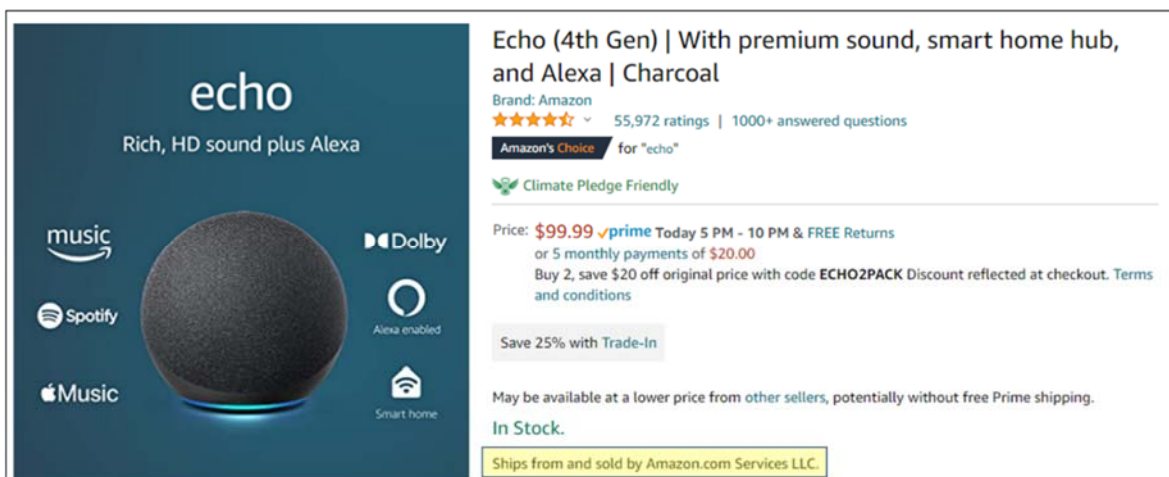 echo
Rich, HD sound plus Alexa
music
Dolby
Spotify
Alexa enabled
Music
Smart home
Echo (4th Gen) | With premium sound, smart home hub,
and Alexa | Charcoal
Brand: Amazon
55,972 ratings | 1000+ answered questions
Amazon's Choice for "echo"
Climate Pledge Friendly
Price: $99.99 prime Today 5 PM - 10 PM & FREE Returns
or 5 monthly payments of $20.00
Buy 2, save $20 off original price with code ECHO2PACK Discount reflected at checkout. Terms
and conditions
Save 25% with Trade-In
May be available at a lower price from other sellers, potentially without free Prime shipping.
In Stock.
Ships from and sold by Amazon.com Services LLC.